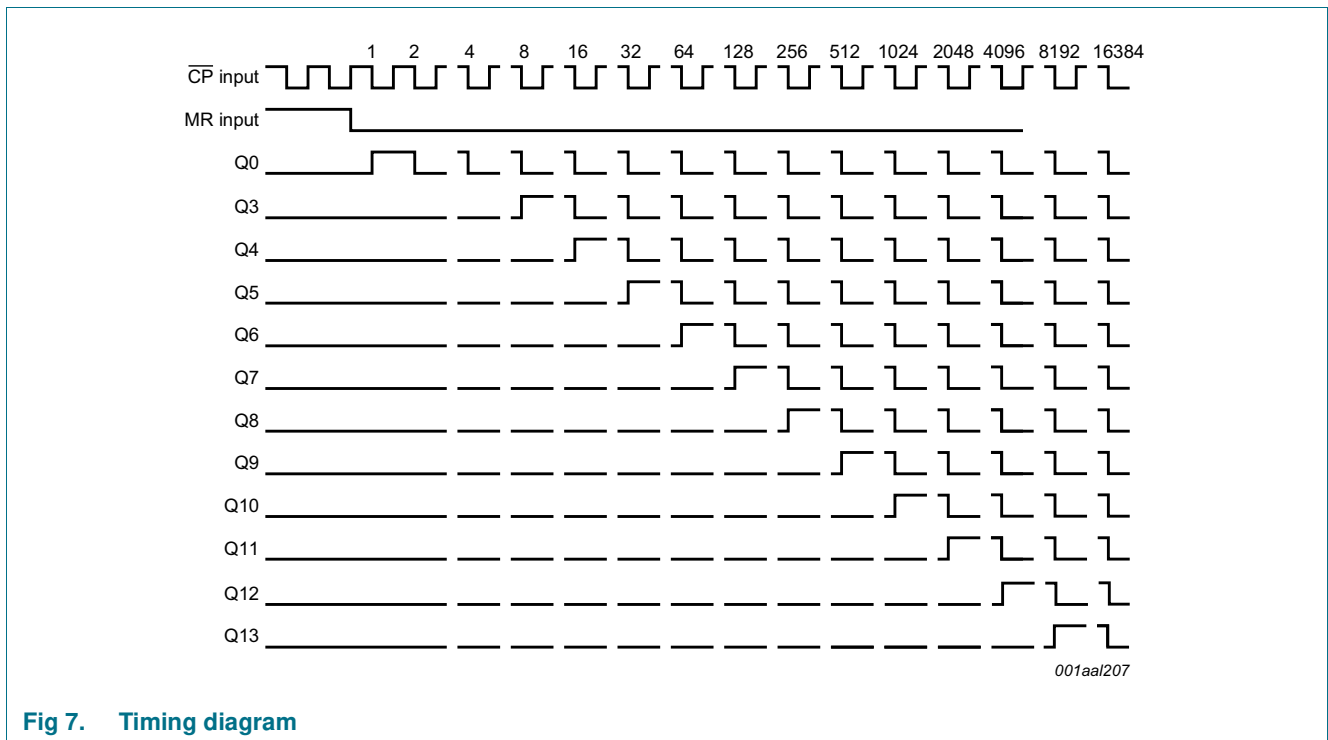 1 2 4 8 16 32 64 128 256 512 1024 2048 4096 8192 16384
CP input
MR input
Q0
Q3
Q4
Q5
Q6
Q7
Q8
Q9
Q10
Q11
Q12
Q13
001aal207
Fig 7. Timing diagram